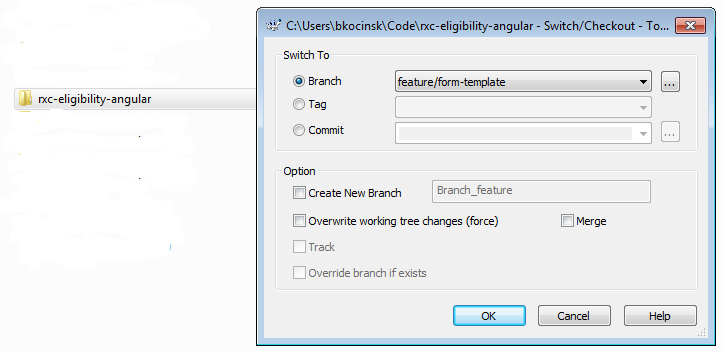 C:\Users\bkocinsk\Code\rxc-eligibility-angular - Switch/Checkout - To...
Switch To
rxc-eligibility-angular
Branch
feature/form-template
...
Tag
Commit
...
Option
Create New Branch
Branch_feature
Overwrite working tree changes (force)
Merge
Track
Override branch if exists
OK
Cancel
Help